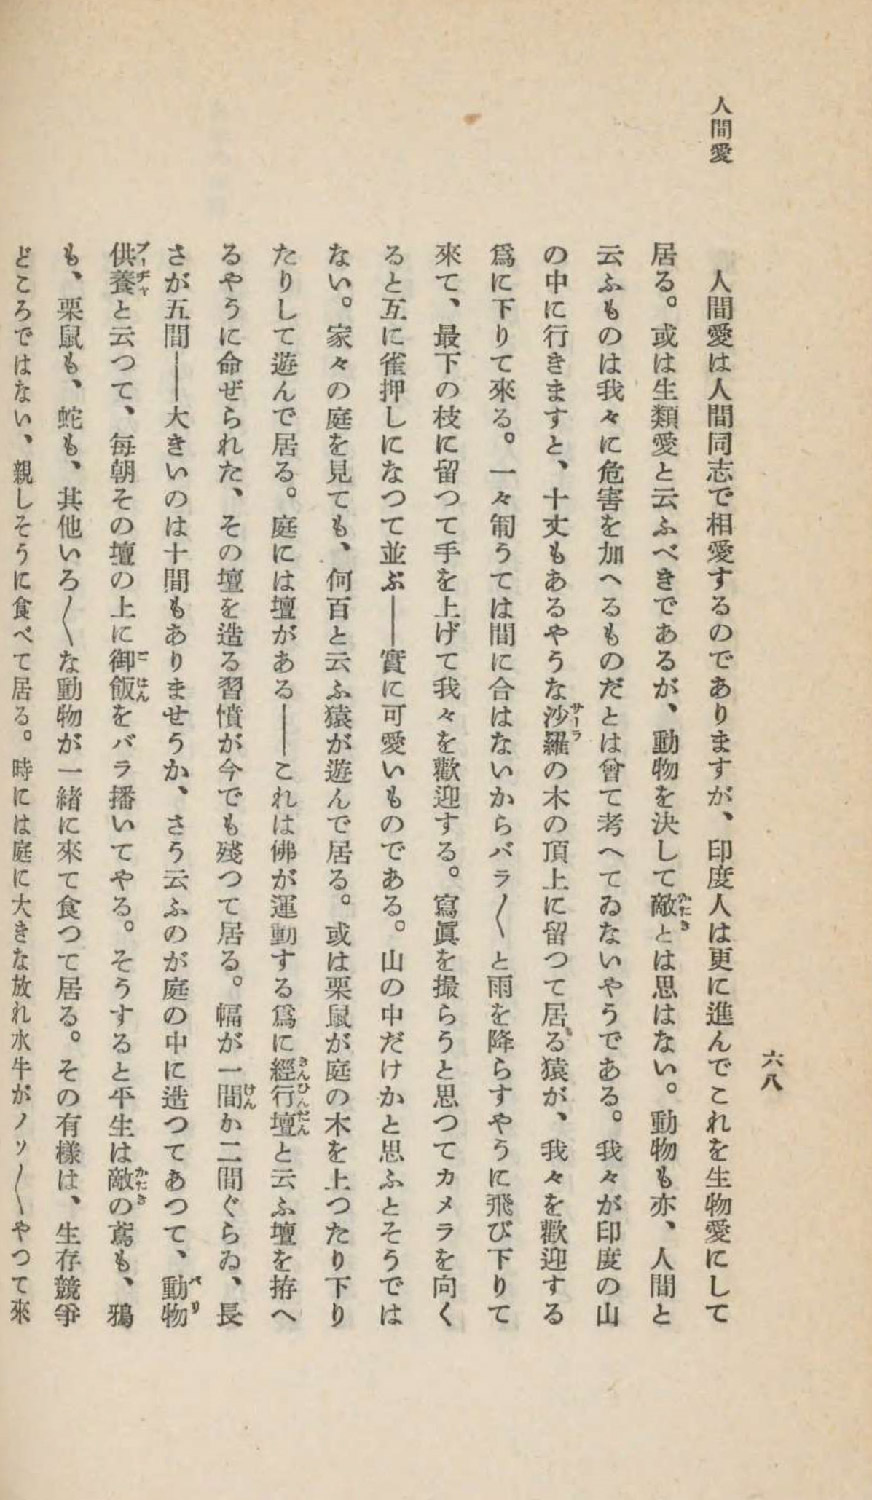 人間愛
六八
人間愛は人間同志で相愛するのでありますが、印度人は更に進んでこれを生物愛にして
居る。或は生類愛と云ふべきであるが、動物を決して敵とは思はない。動物も亦、人間と
云ふものは我々に危害を加へるものだとは曾て考へてゐないやうである。我々が印度の山
の中に行きますと、十丈もあるやうな沙羅の木の頂上に留つて居る猿が、我々を歡迎する
爲に下りて來る。一々匍うては間に合はないからバラ〳〵と雨を降らすやうに飛び下りて
來て、最下の枝に留つて手を上げて我々を歡迎する。寫眞を撮らうと思つてカメラを向く
ると互に雀押しになつて並ぶ——實に可愛いものである。山の中だけかと思ふとそうでは
ない。家々の庭を見ても、何百と云ふ猿が遊んで居る。或は栗鼠が庭の木を上つたり下り
たりして遊んで居る。庭には壇がある——これは佛が運動する爲に經行壇と云ふ壇を拵へ
るやうに命ぜられた、その壇を造る習慣が今でも殘つて居る。幅が一間か二間ぐらゐ、長
さが五間——大きいのは十間もありませうか、さう云ふのが庭の中に造つてあつて、動物
供養と云つて、毎朝その壇の上に御飯をバラ播いてやる。そうすると平生は敵の鳶も、鴉
も、栗鼠も、蛇も、其他いろ〳〵な動物が一緒に來て食つて居る。その有樣は、生存競爭
どころではない、親しそうに食べて居る。時には庭に大きな放れ水牛がノッ〳〵やつて來